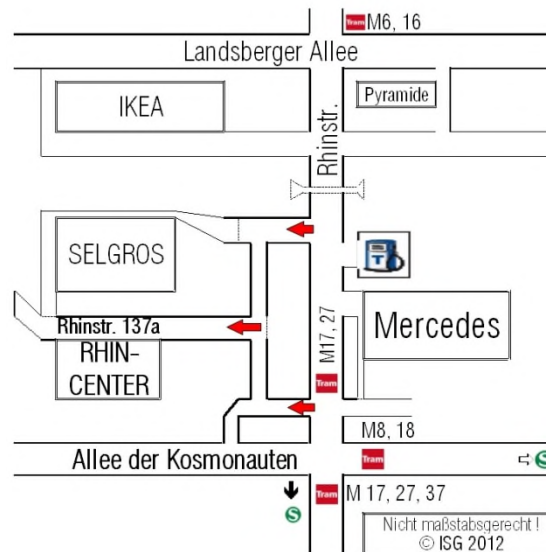 Tram M6, 16
Landsberger Allee
IKEA
Pyramide
Rhinstr.
T
SELGROS
Rhinstr. 137a
M17, 27
Mercedes
RHIN-
CENTER
Tram
M8, 18
Allee der Kosmonauten
Tram
S
Tram M 17, 27, 37
S
Nicht maßstabsgerecht !
© ISG 2012